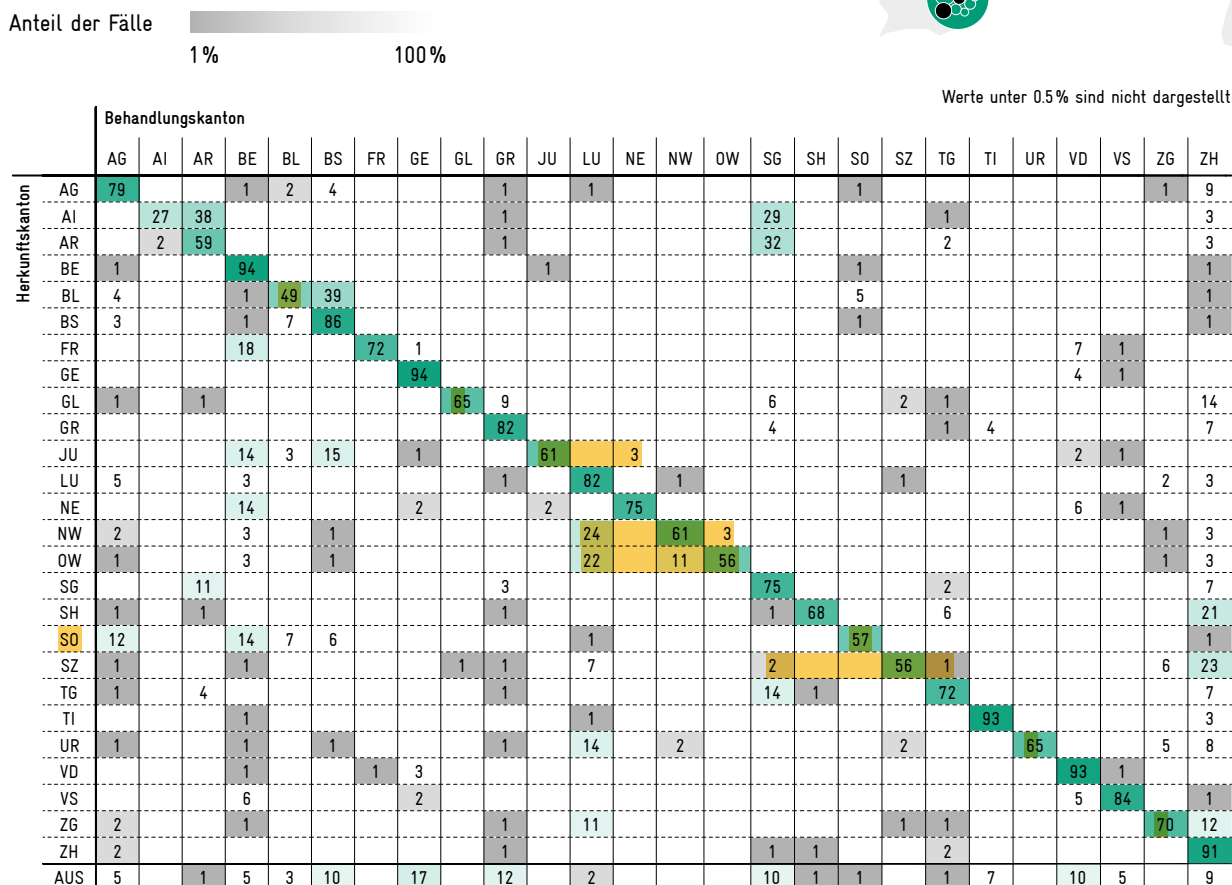 Anteil der Fälle
1% 100%
Werte unter 0.5% sind nicht dargestellt
Behandlungskanton
AG AI AR BE BL BS FR GE GL GR JU LU NE NW OW SG SH SO SZ TG TI UR VD VS ZG ZH
Herkunftskanton
AG 79 1 2 4 1 1 1 1 9
AI 27 38 1 29 1 3
AR 2 59 1 32 2 3
BE 1 94 1 1 1
BL 4 1 49 39 5 1
BS 3 1 7 86 1 1
FR 18 72 1 7 1
GE 94 4 1
GL 1 1 65 9 6 2 1 14
GR 82 4 1 4 7
JU 14 3 15 1 61 3 2 1
LU 5 3 1 82 1 1 2 3
NE 14 2 2 75 6 1
NW 2 3 1 24 61 3 1 3
OW 1 3 1 22 11 56 1 3
SG 11 3 75 2 7
SH 1 1 1 1 68 6 21
SO 12 14 7 6 1 57 1
SZ 1 1 1 1 7 2 56 1 6 23
TG 1 4 1 14 1 72 7
TI 1 1 93 3
UR 1 1 1 1 14 2 2 65 5 8
VD 1 1 3 93 1
VS 6 2 5 84 1
ZG 2 1 1 11 1 1 70 12
ZH 2 1 1 1 2 91
AUS 5 1 5 3 10 17 12 2 10 1 1 1 7 10 5 9